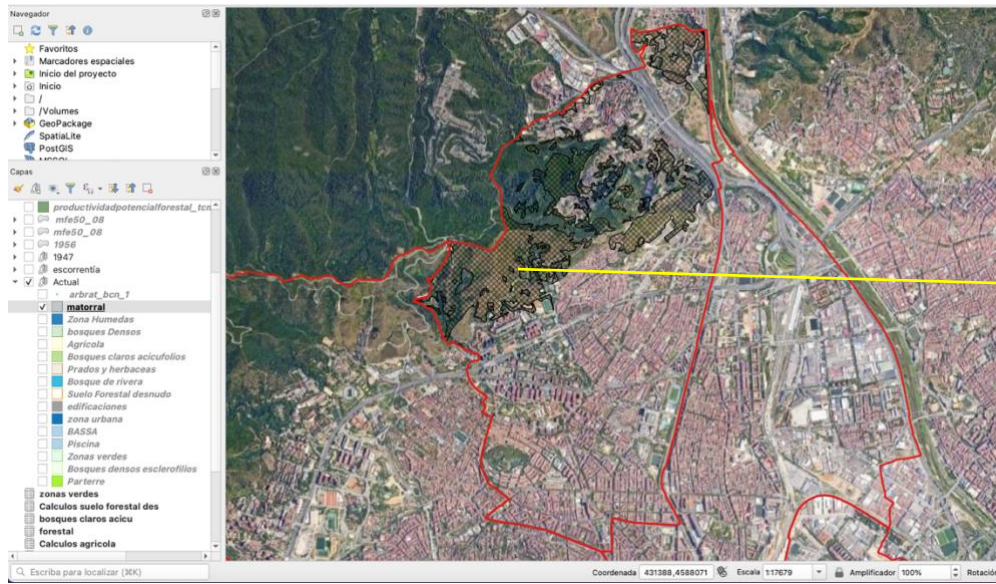 Navegador
Favoritos
Marcadores espaciales
Inicio del proyecto
Inicio
/
/Volumes
GeoPackage
SpatiaLite
PostGIS
Capas
productividadpotencialforestal_tcn
mfe50_08
mfe50_08
1956
1947
escorrentía
Actual
arbrat_bcn_1
matorral
Zona Humedas
bosques Densos
Agricola
Bosques claros acicufolios
Prados y herbaceas
Bosque de rivera
Suelo Forestal desnudo
edificaciones
zona urbana
BASSA
Piscina
Zonas verdes
Bosques densos esclerofilios
Parterre
zonas verdes
Calculos suelo forestal des
bosques claros acicu
forestal
Calculos agricola
Escriba para localizar (⌘K)
Coordenada 431388,4588071 Escala 1:17679 Amplificador 100% Rotació